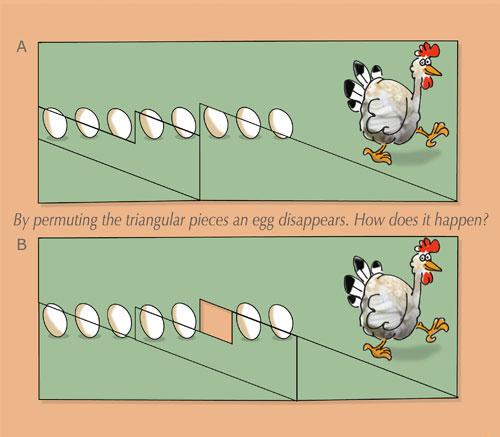 A
By permuting the triangular pieces an egg disappears. How does it happen?
B